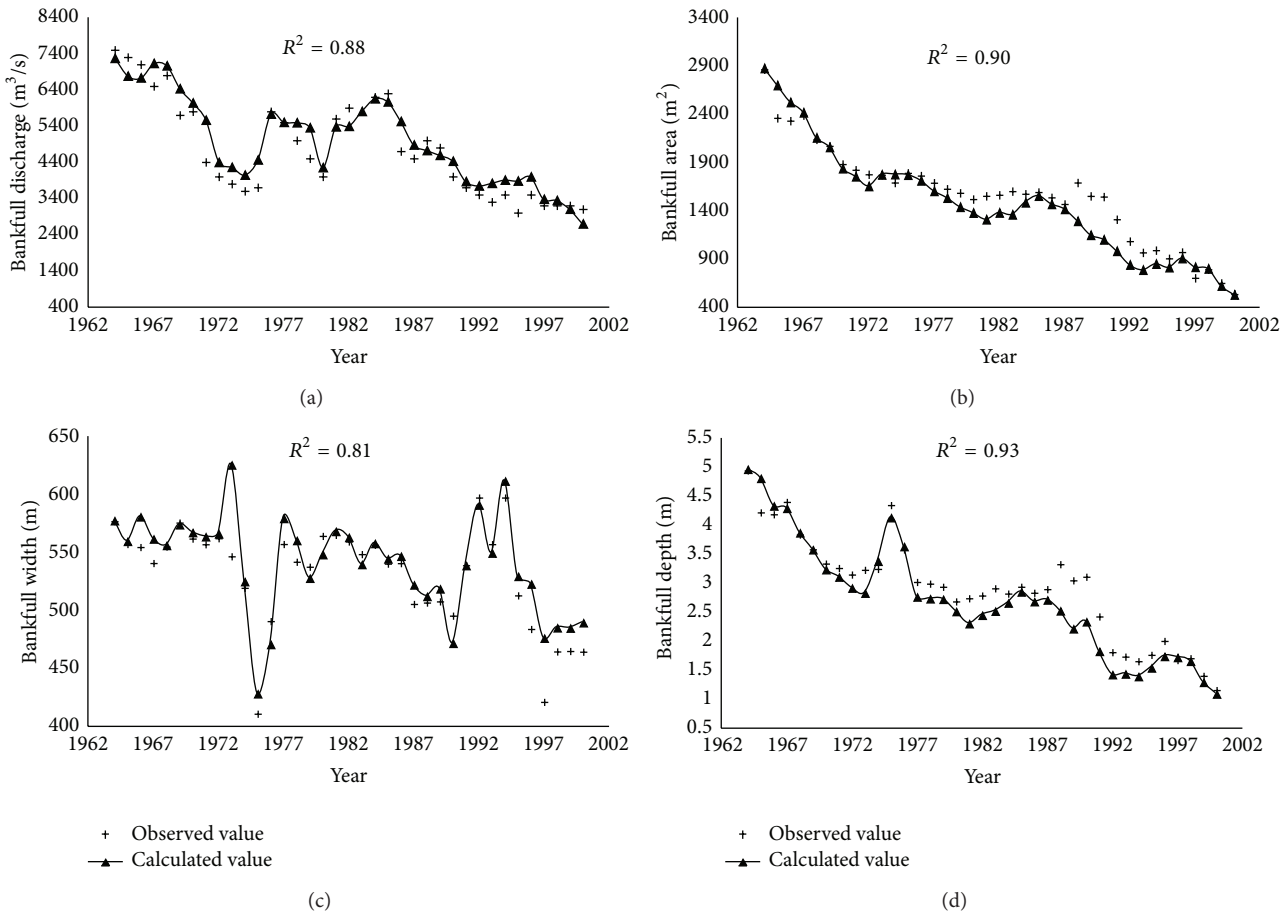 8400
7400
6400
5400
4400
3400
2400
1400
400
Bankfull discharge (m³/s)
R² = 0.88
1962 1967 1972 1977 1982 1987 1992 1997 2002
Year
(a)
3400
2900
2400
1900
1400
900
400
Bankfull area (m²)
R² = 0.90
1962 1967 1972 1977 1982 1987 1992 1997 2002
Year
(b)
650
600
550
500
450
400
Bankfull width (m)
R² = 0.81
1962 1967 1972 1977 1982 1987 1992 1997 2002
Year
Observed value
Calculated value
(c)
5.5
5
4.5
4
3.5
3
2.5
2
1.5
1
0.5
Bankfull depth (m)
R² = 0.93
1962 1967 1972 1977 1982 1987 1992 1997 2002
Year
Observed value
Calculated value
(d)